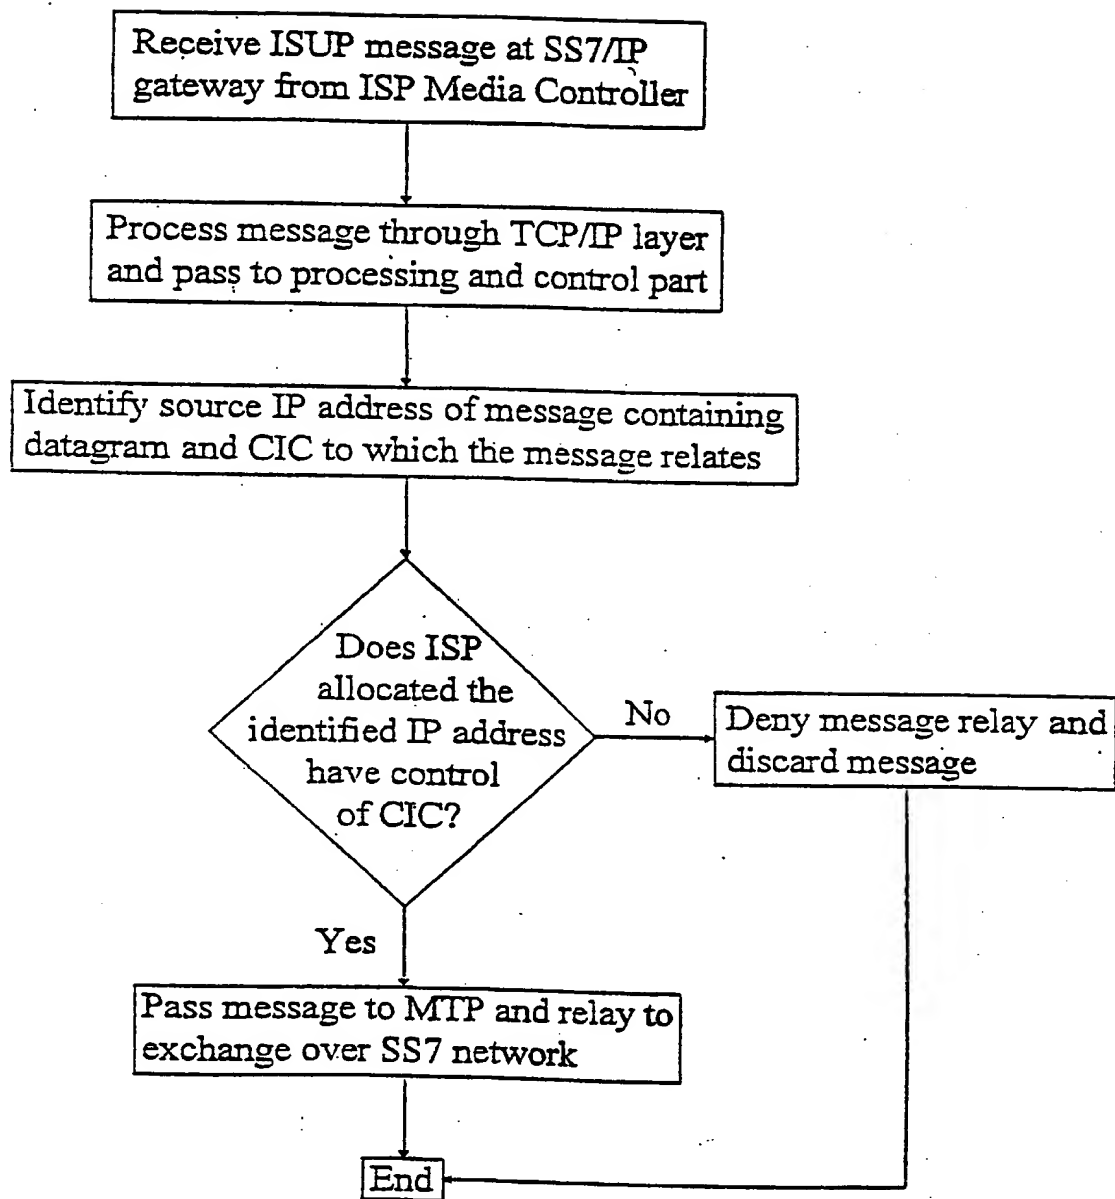 Receive ISUP message at SS7/IP
gateway from ISP Media Controller
Process message through TCP/IP layer
and pass to processing and control part
Identify source IP address of message containing
datagram and CIC to which the message relates
Does ISP
allocated the
identified IP address
have control
of CIC?
No
Deny message relay and
discard message
Yes
Pass message to MTP and relay to
exchange over SS7 network
End